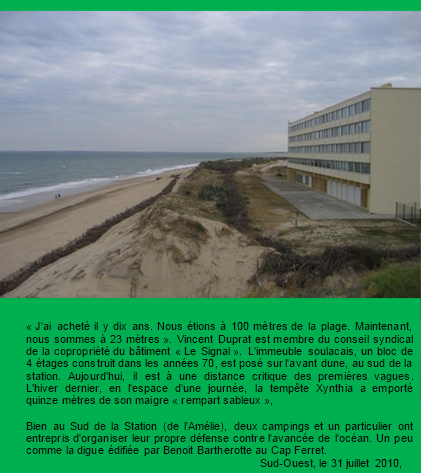 « J'ai acheté il y dix ans. Nous étions à 100 mètres de la plage. Maintenant,
nous sommes à 23 mètres ». Vincent Duprat est membre du conseil syndical
de la copropriété du bâtiment « Le Signal ». L'immeuble soulacais, un bloc de
4 étages construit dans les années 70, est posé sur l'avant dune, au sud de la
station. Aujourd'hui, il est à une distance critique des premières vagues.
L'hiver dernier, en l'espace d'une journée, la tempête Xynthia a emporté
quinze mètres de son maigre « rempart sableux ».
Bien au Sud de la Station (de l'Amélie), deux campings et un particulier ont
entrepris d'organiser leur propre défense contre l'avancée de l'océan. Un peu
comme la digue édifiée par Benoit Bartherotte au Cap Ferret.
Sud-Ouest, le 31 juillet 2010,